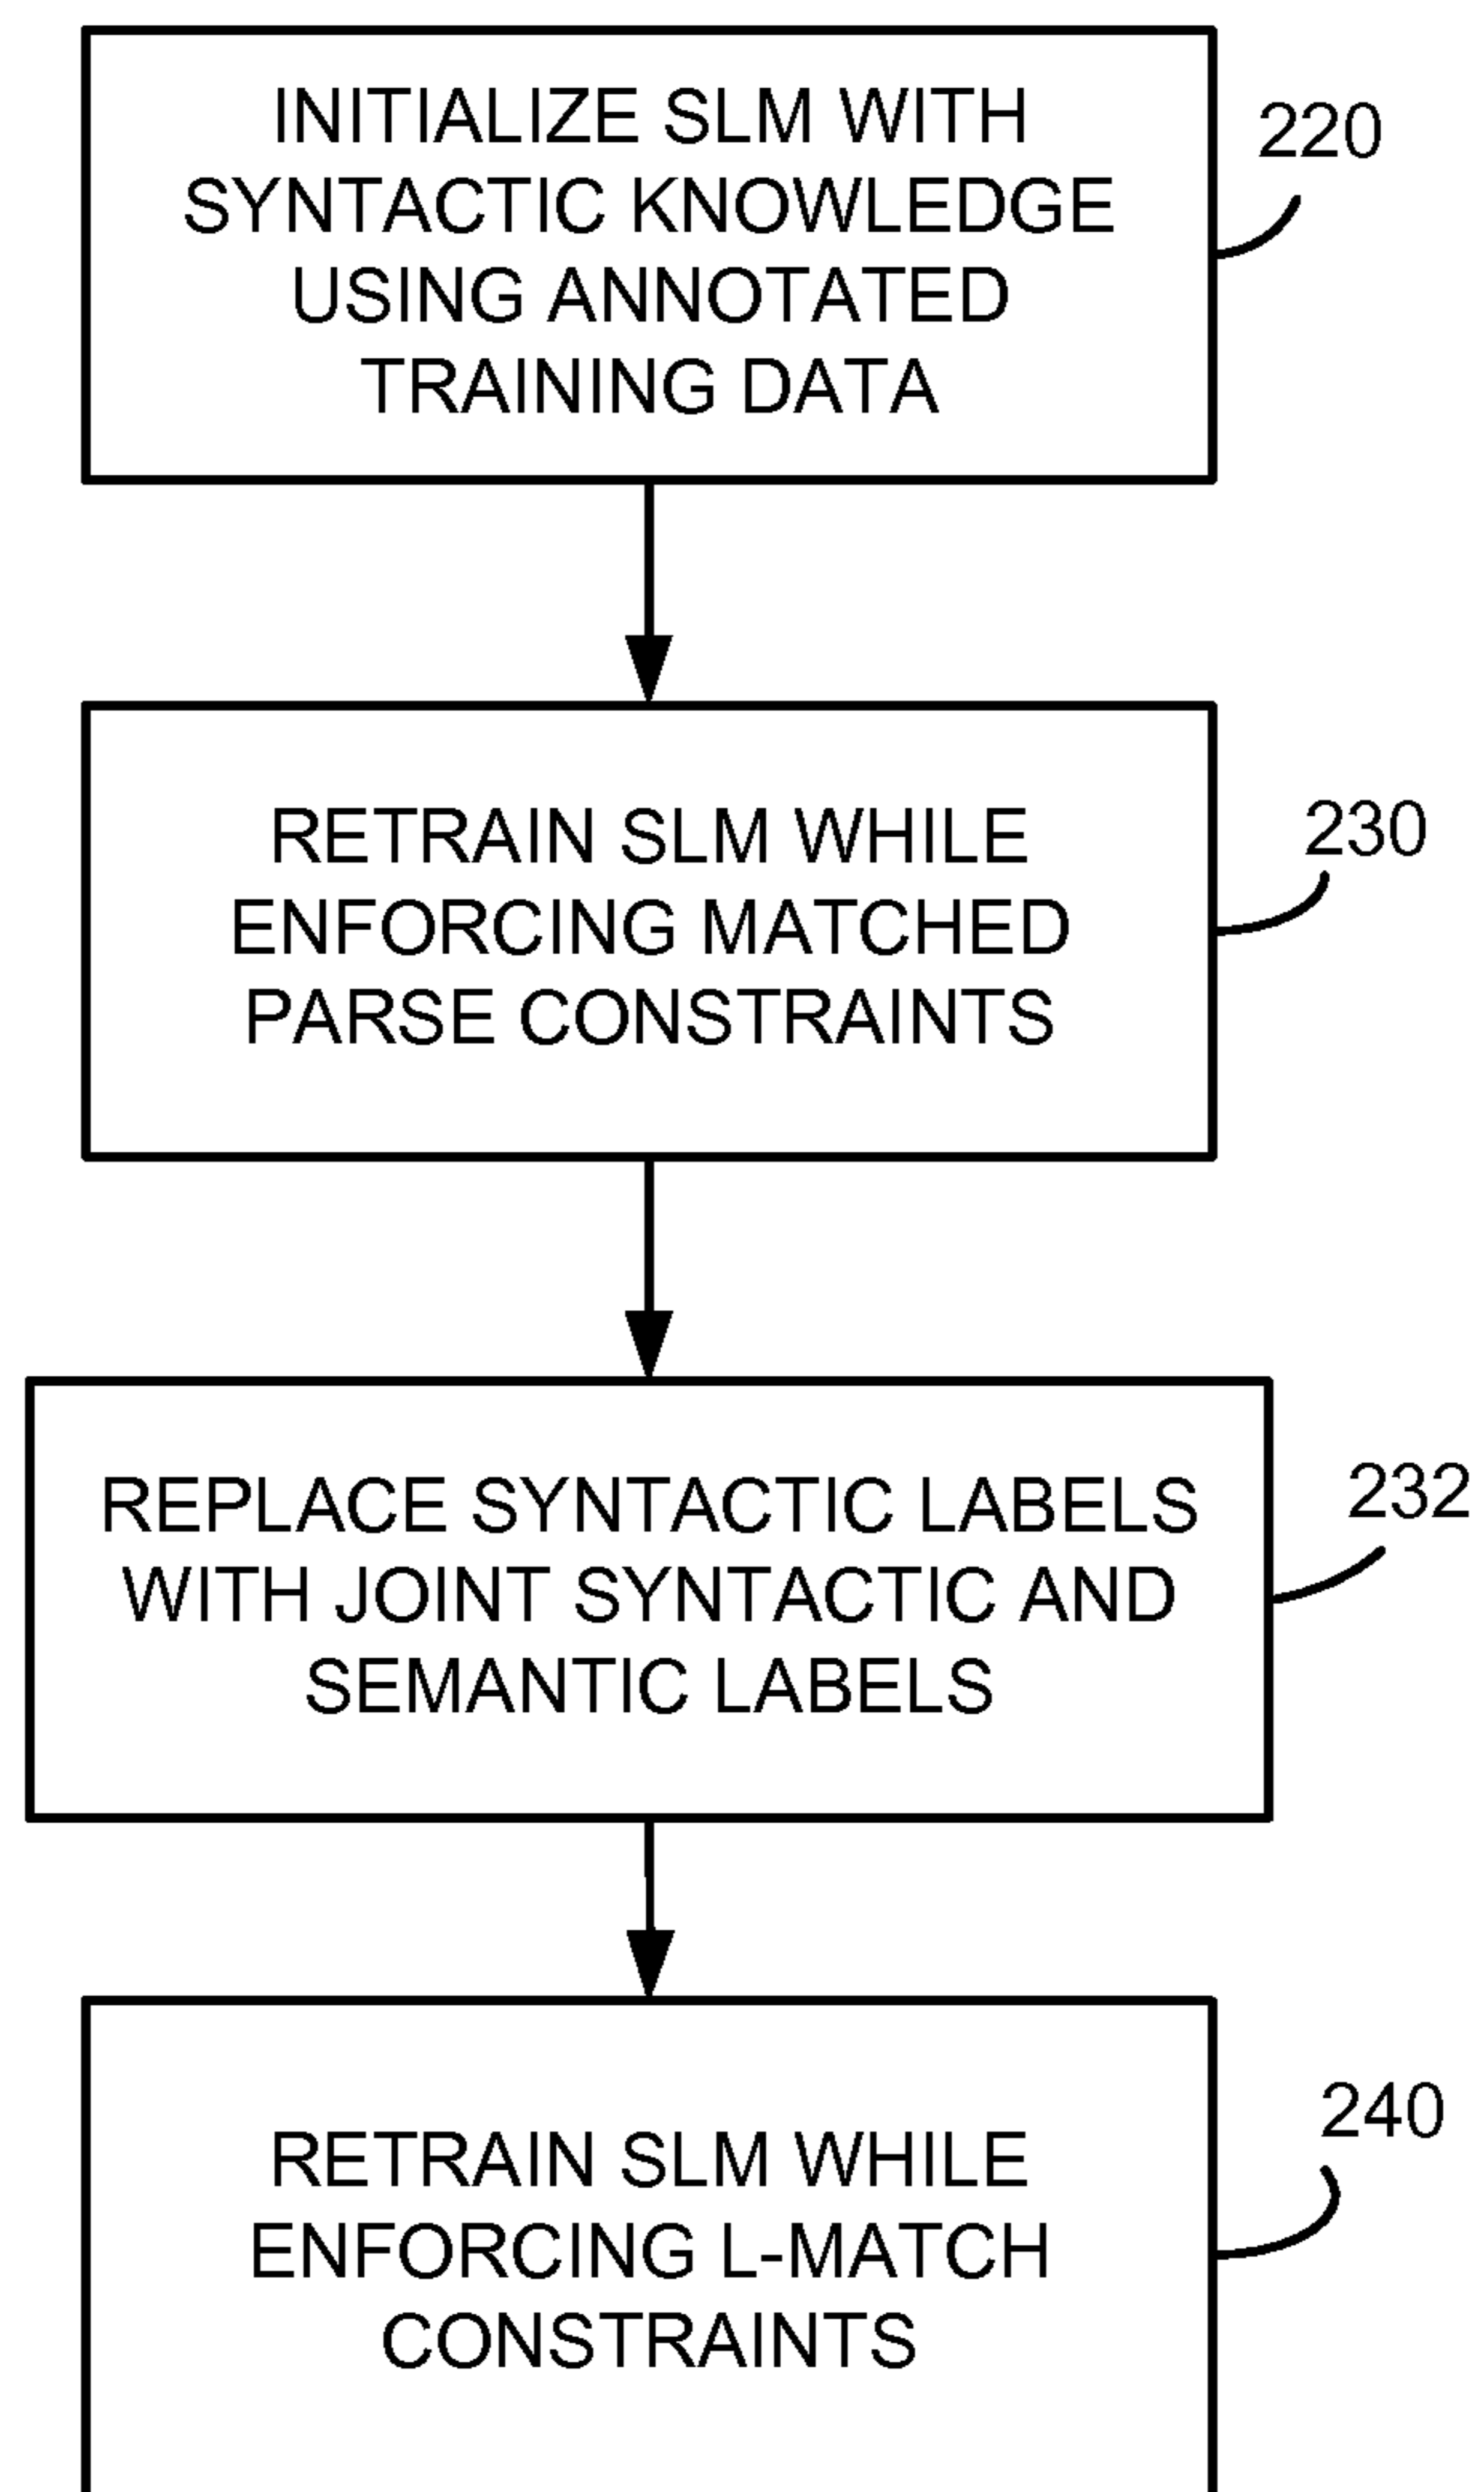 INITIALIZE SLM WITH
SYNTACTIC KNOWLEDGE
USING ANNOTATED
TRAINING DATA
220
RETRAIN SLM WHILE
ENFORCING MATCHED
PARSE CONSTRAINTS
230
REPLACE SYNTACTIC LABELS
WITH JOINT SYNTACTIC AND
SEMANTIC LABELS
232
RETRAIN SLM WHILE
ENFORCING L-MATCH
CONSTRAINTS
240